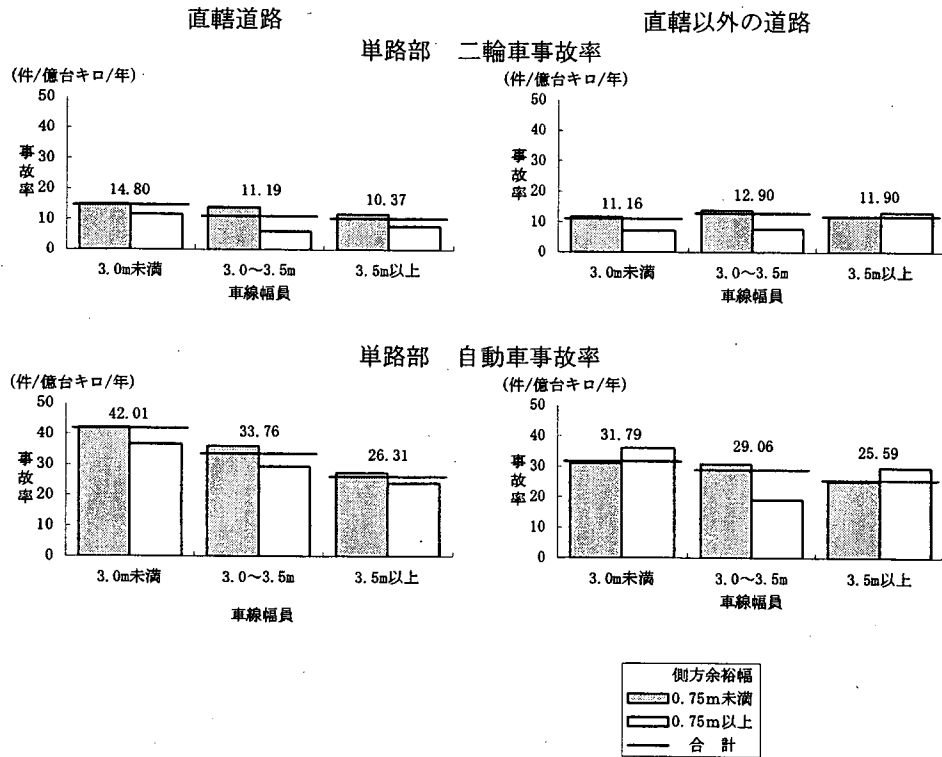 直轄道路
直轄以外の道路
単路部 二輪車事故率
(件/億台キロ/年)
50
40
30
20
10
0
事故率
14.80
11.19
10.37
3.0m未満
3.0～3.5m
3.5m以上
車線幅員
(件/億台キロ/年)
50
40
30
20
10
0
事故率
11.16
12.90
11.90
3.0m未満
3.0～3.5m
3.5m以上
車線幅員
単路部 自動車事故率
(件/億台キロ/年)
50
40
30
20
10
0
事故率
42.01
33.76
26.31
3.0m未満
3.0～3.5m
3.5m以上
車線幅員
(件/億台キロ/年)
50
40
30
20
10
0
事故率
31.79
29.06
25.59
3.0m未満
3.0～3.5m
3.5m以上
車線幅員
側方余裕幅
0.75m未満
0.75m以上
合 計